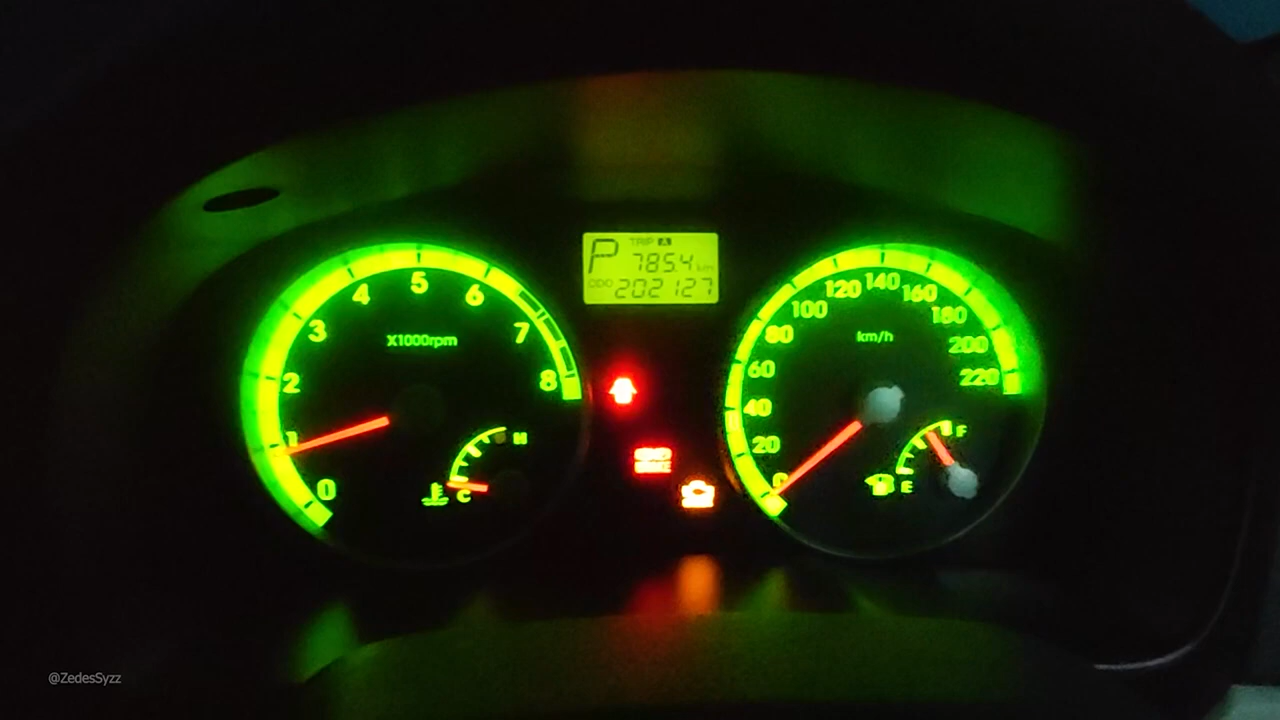 P TRIP A
785.4 km
ODO 202127
0 1 2 3 4 5 6 7 8
X1000rpm
H
C
0 20 40 60 80 100 120 140 160 180 200 220
km/h
F
E
@ZedesSyzz